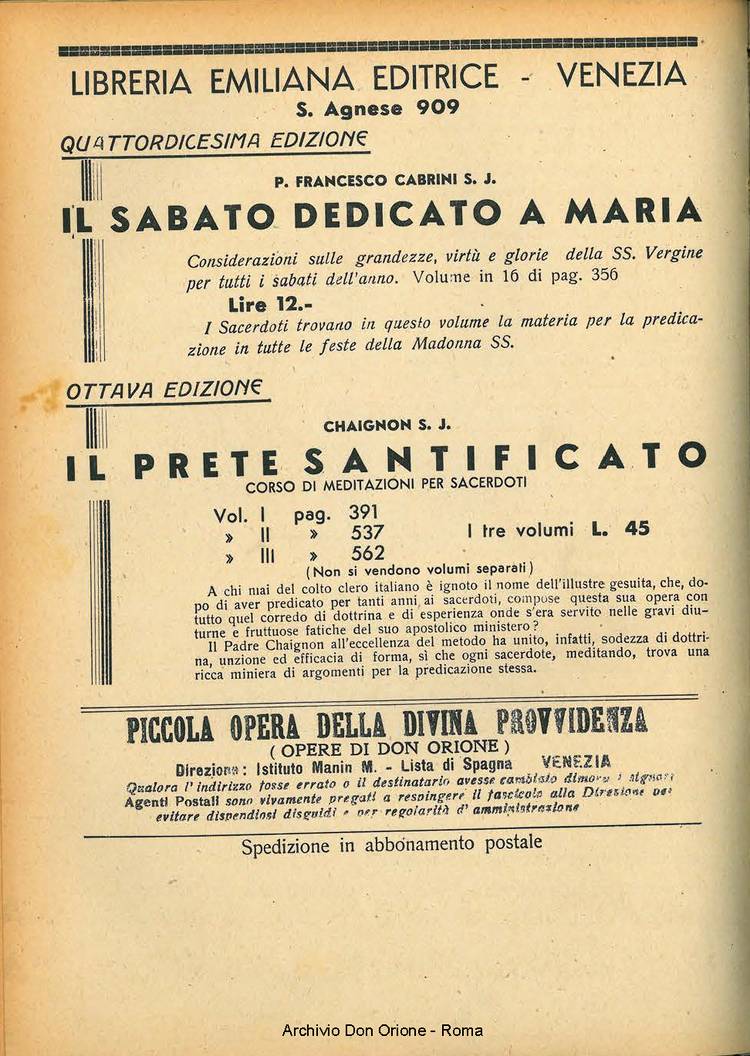 LIBRERIA EMILIANA EDITRICE - VENEZIA
S. Agnese 909
QUATTORDICESIMA EDIZIONE
P. FRANCESCO CABRINI S. J.
IL SABATO DEDICATO A MARIA
Considerazioni sulle grandezze, virtù e glorie della SS. Vergine
per tutti i sabati dell'anno. Volume in 16 di pag. 356
Lire 12.-
I Sacerdoti trovano in questo volume la materia per la predica-
zione in tutte le feste della Madonna SS.
OTTAVA EDIZIONE
CHAIGNON S. J.
IL PRETE SANTIFICATO
CORSO DI MEDITAZIONI PER SACERDOTI
Vol. I pag. 391
» II » 537 I tre volumi L. 45
» III » 562
(Non si vendono volumi separati)
A chi mai del colto clero italiano è ignoto il nome dell'illustre gesuita, che, do-
po di aver predicato per tanti anni ai sacerdoti, compose questa sua opera con
tutto quel corredo di dottrina e di esperienza onde s'era servito nelle gravi diu-
turne e fruttuose fatiche del suo apostolico ministero?
Il Padre Chaignon all'eccellenza del metodo ha unito, infatti, sodezza di dottri-
na, unzione ed efficacia di forma, sì che ogni sacerdote, meditando, trova una
ricca miniera di argomenti per la predicazione stessa.
PICCOLA OPERA DELLA DIVINA PROVVIDENZA
(OPERE DI DON ORIONE)
Direzione: Istituto Manin M. - Lista di Spagna VENEZIA
Qualora l'indirizzo fosse errato o il destinatario avesse cambiato dimora i signori
Agenti Postali sono vivamente pregati a respingere il fascicolo alla Direzione per
evitare dispendiosi disguidi e per regolarità d'amministrazione
Spedizione in abbonamento postale
Archivio Don Orione - Roma